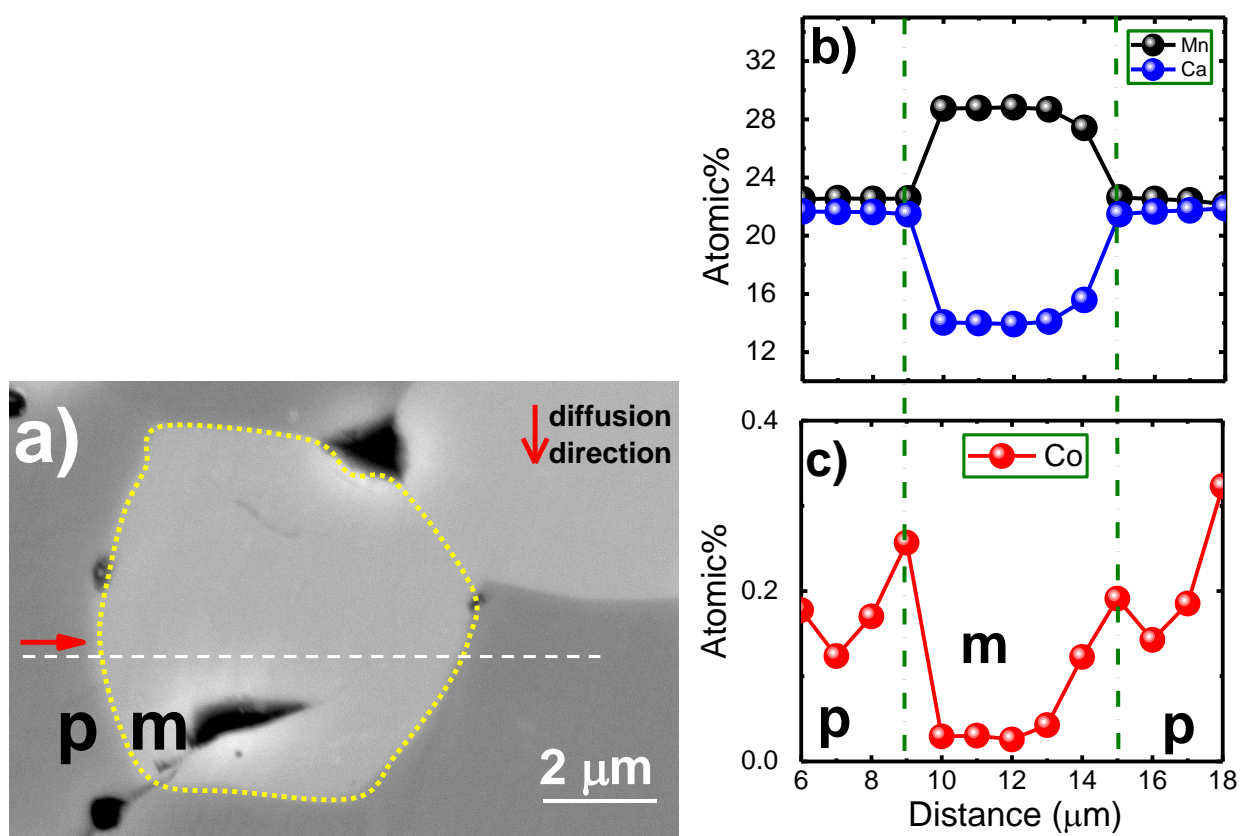 a)
diffusion
direction
p m
2 μm
b)
Mn
Ca
Atomic%
32
28
24
20
16
12
c)
Co
Atomic%
0.4
0.2
0.0
m
p
p
6 8 10 12 14 16 18
Distance (μm)